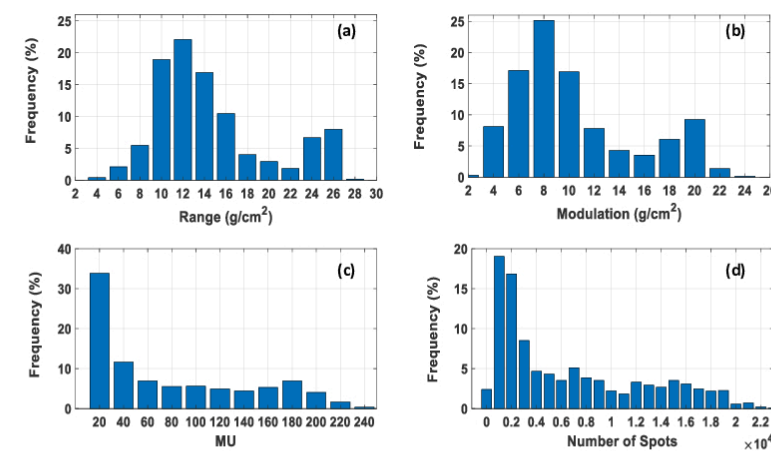 (a)
25
20
15
10
5
0
2 4 6 8 10 12 14 16 18 20 22 24 26 28 30
Frequency (%)
Range (g/cm²)
(b)
25
20
15
10
5
0
2 4 6 8 10 12 14 16 18 20 22 24 26
Frequency (%)
Modulation (g/cm²)
(c)
40
30
20
10
0
20 40 60 80 100 120 140 160 180 200 220 240
Frequency (%)
MU
(d)
20
15
10
5
0
0 0.2 0.4 0.6 0.8 1.0 1.2 1.4 1.6 1.8 2.0 2.2
Frequency (%)
Number of Spots
×10⁴